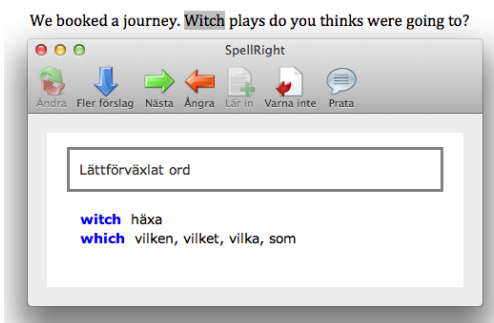 We booked a journey. Witch plays do you thinks were going to?
SpellRight
Ändra Fler förslag Nästa Ångra Lär in Varna inte Prata
Lättförväxlat ord
witch häxa
which vilken, vilket, vilka, som